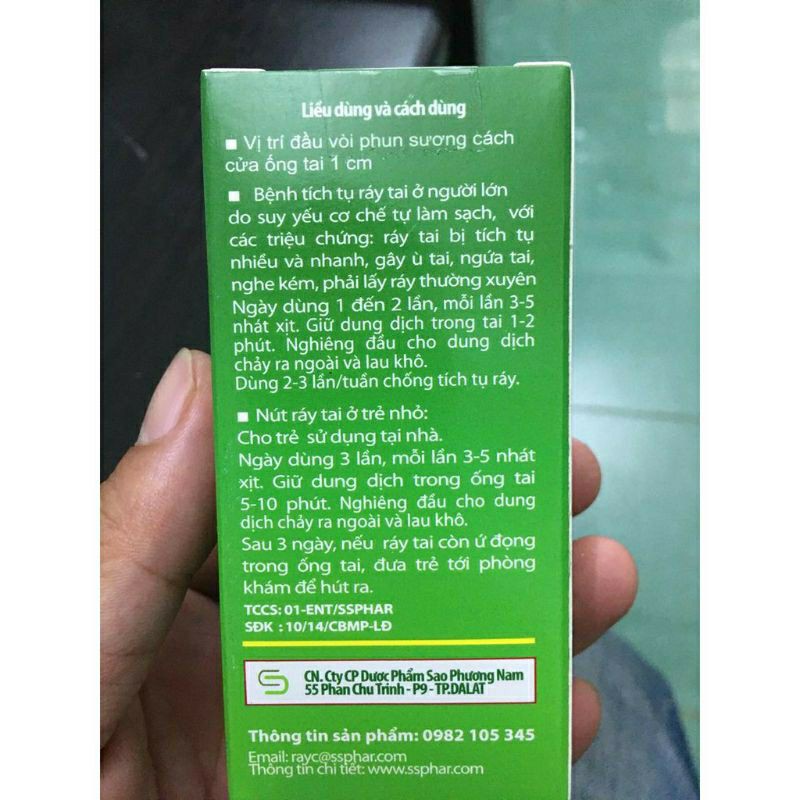 Liều dùng và cách dùng
■ Vị trí đầu vòi phun sương cách
cửa ống tai 1 cm
■ Bệnh tích tụ ráy tai ở người lớn
do suy yếu cơ chế tự làm sạch, với
các triệu chứng: ráy tai bị tích tụ
nhiều và nhanh, gây ù tai, ngứa tai,
nghe kém, phải lấy ráy thường xuyên
Ngày dùng 1 đến 2 lần, mỗi lần 3-5
nhát xịt. Giữ dung dịch trong tai 1-2
phút. Nghiêng đầu cho dung dịch
chảy ra ngoài và lau khô.
Dùng 2-3 lần/tuần chống tích tụ ráy.
■ Nút ráy tai ở trẻ nhỏ:
Cho trẻ sử dụng tại nhà.
Ngày dùng 3 lần, mỗi lần 3-5 nhát
xịt. Giữ dung dịch trong ống tai
5-10 phút. Nghiêng đầu cho dung
dịch chảy ra ngoài và lau khô.
Sau 3 ngày, nếu ráy tai còn ứ đọng
trong ống tai, đưa trẻ tới phòng
khám để hút ra.
TCCS: 01-ENT/SSPHAR
SĐK : 10/14/CBMP-LĐ
CN. Cty CP Dược Phẩm Sao Phương Nam
55 Phan Chu Trinh - P9 - TP.DALAT
Thông tin sản phẩm: 0982 105 345
Email: rayc@ssphar.com
Thông tin chi tiết: www.ssphar.com